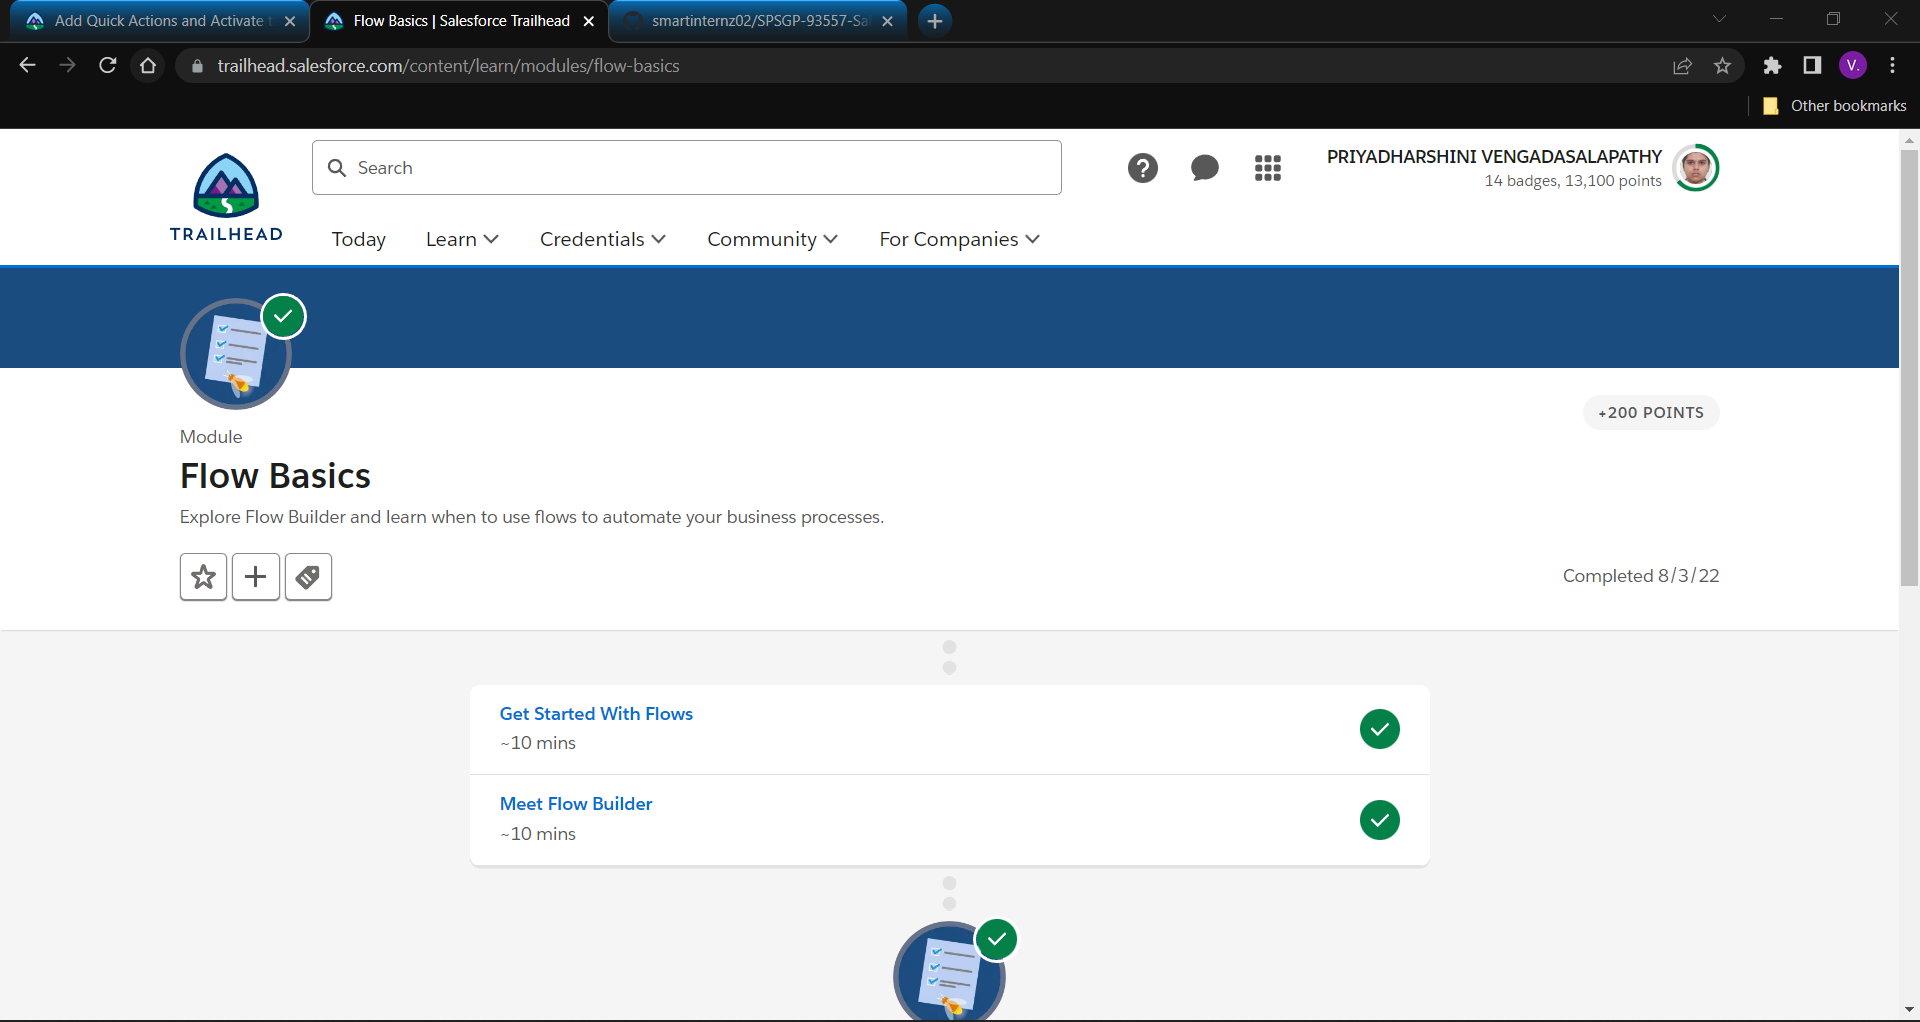 Add Quick Actions and Activate t
Flow Basics | Salesforce Trailhead
smartinternz02/SPSGP-93557-Sal
trailhead.salesforce.com/content/learn/modules/flow-basics
V.
Other bookmarks
TRAILHEAD
Search
PRIYADHARSHINI VENGADASALAPATHY
14 badges, 13,100 points
Today
Learn
Credentials
Community
For Companies
+200 POINTS
Module
Flow Basics
Explore Flow Builder and learn when to use flows to automate your business processes.
Completed 8/3/22
Get Started With Flows
~10 mins
Meet Flow Builder
~10 mins